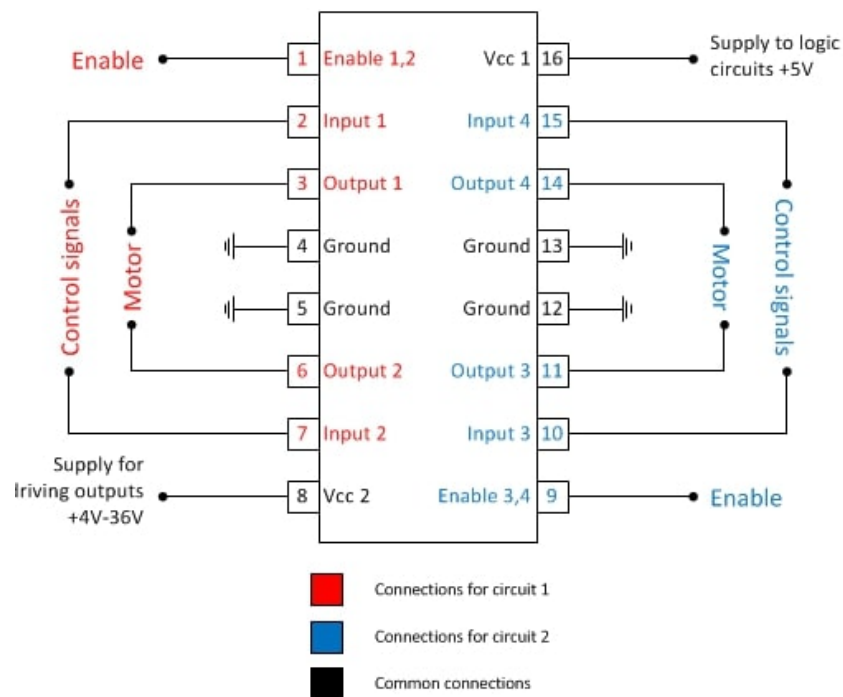 Enable
1 Enable 1,2
Vcc 1 16
Supply to logic
circuits +5V
2 Input 1
Input 4 15
3 Output 1
Output 4 14
4 Ground
Ground 13
5 Ground
Ground 12
6 Output 2
Output 3 11
7 Input 2
Input 3 10
8 Vcc 2
Enable 3,4 9
Control signals
Motor
Motor
Control signals
Supply for
riving outputs
+4V-36V
Enable
Connections for circuit 1
Connections for circuit 2
Common connections